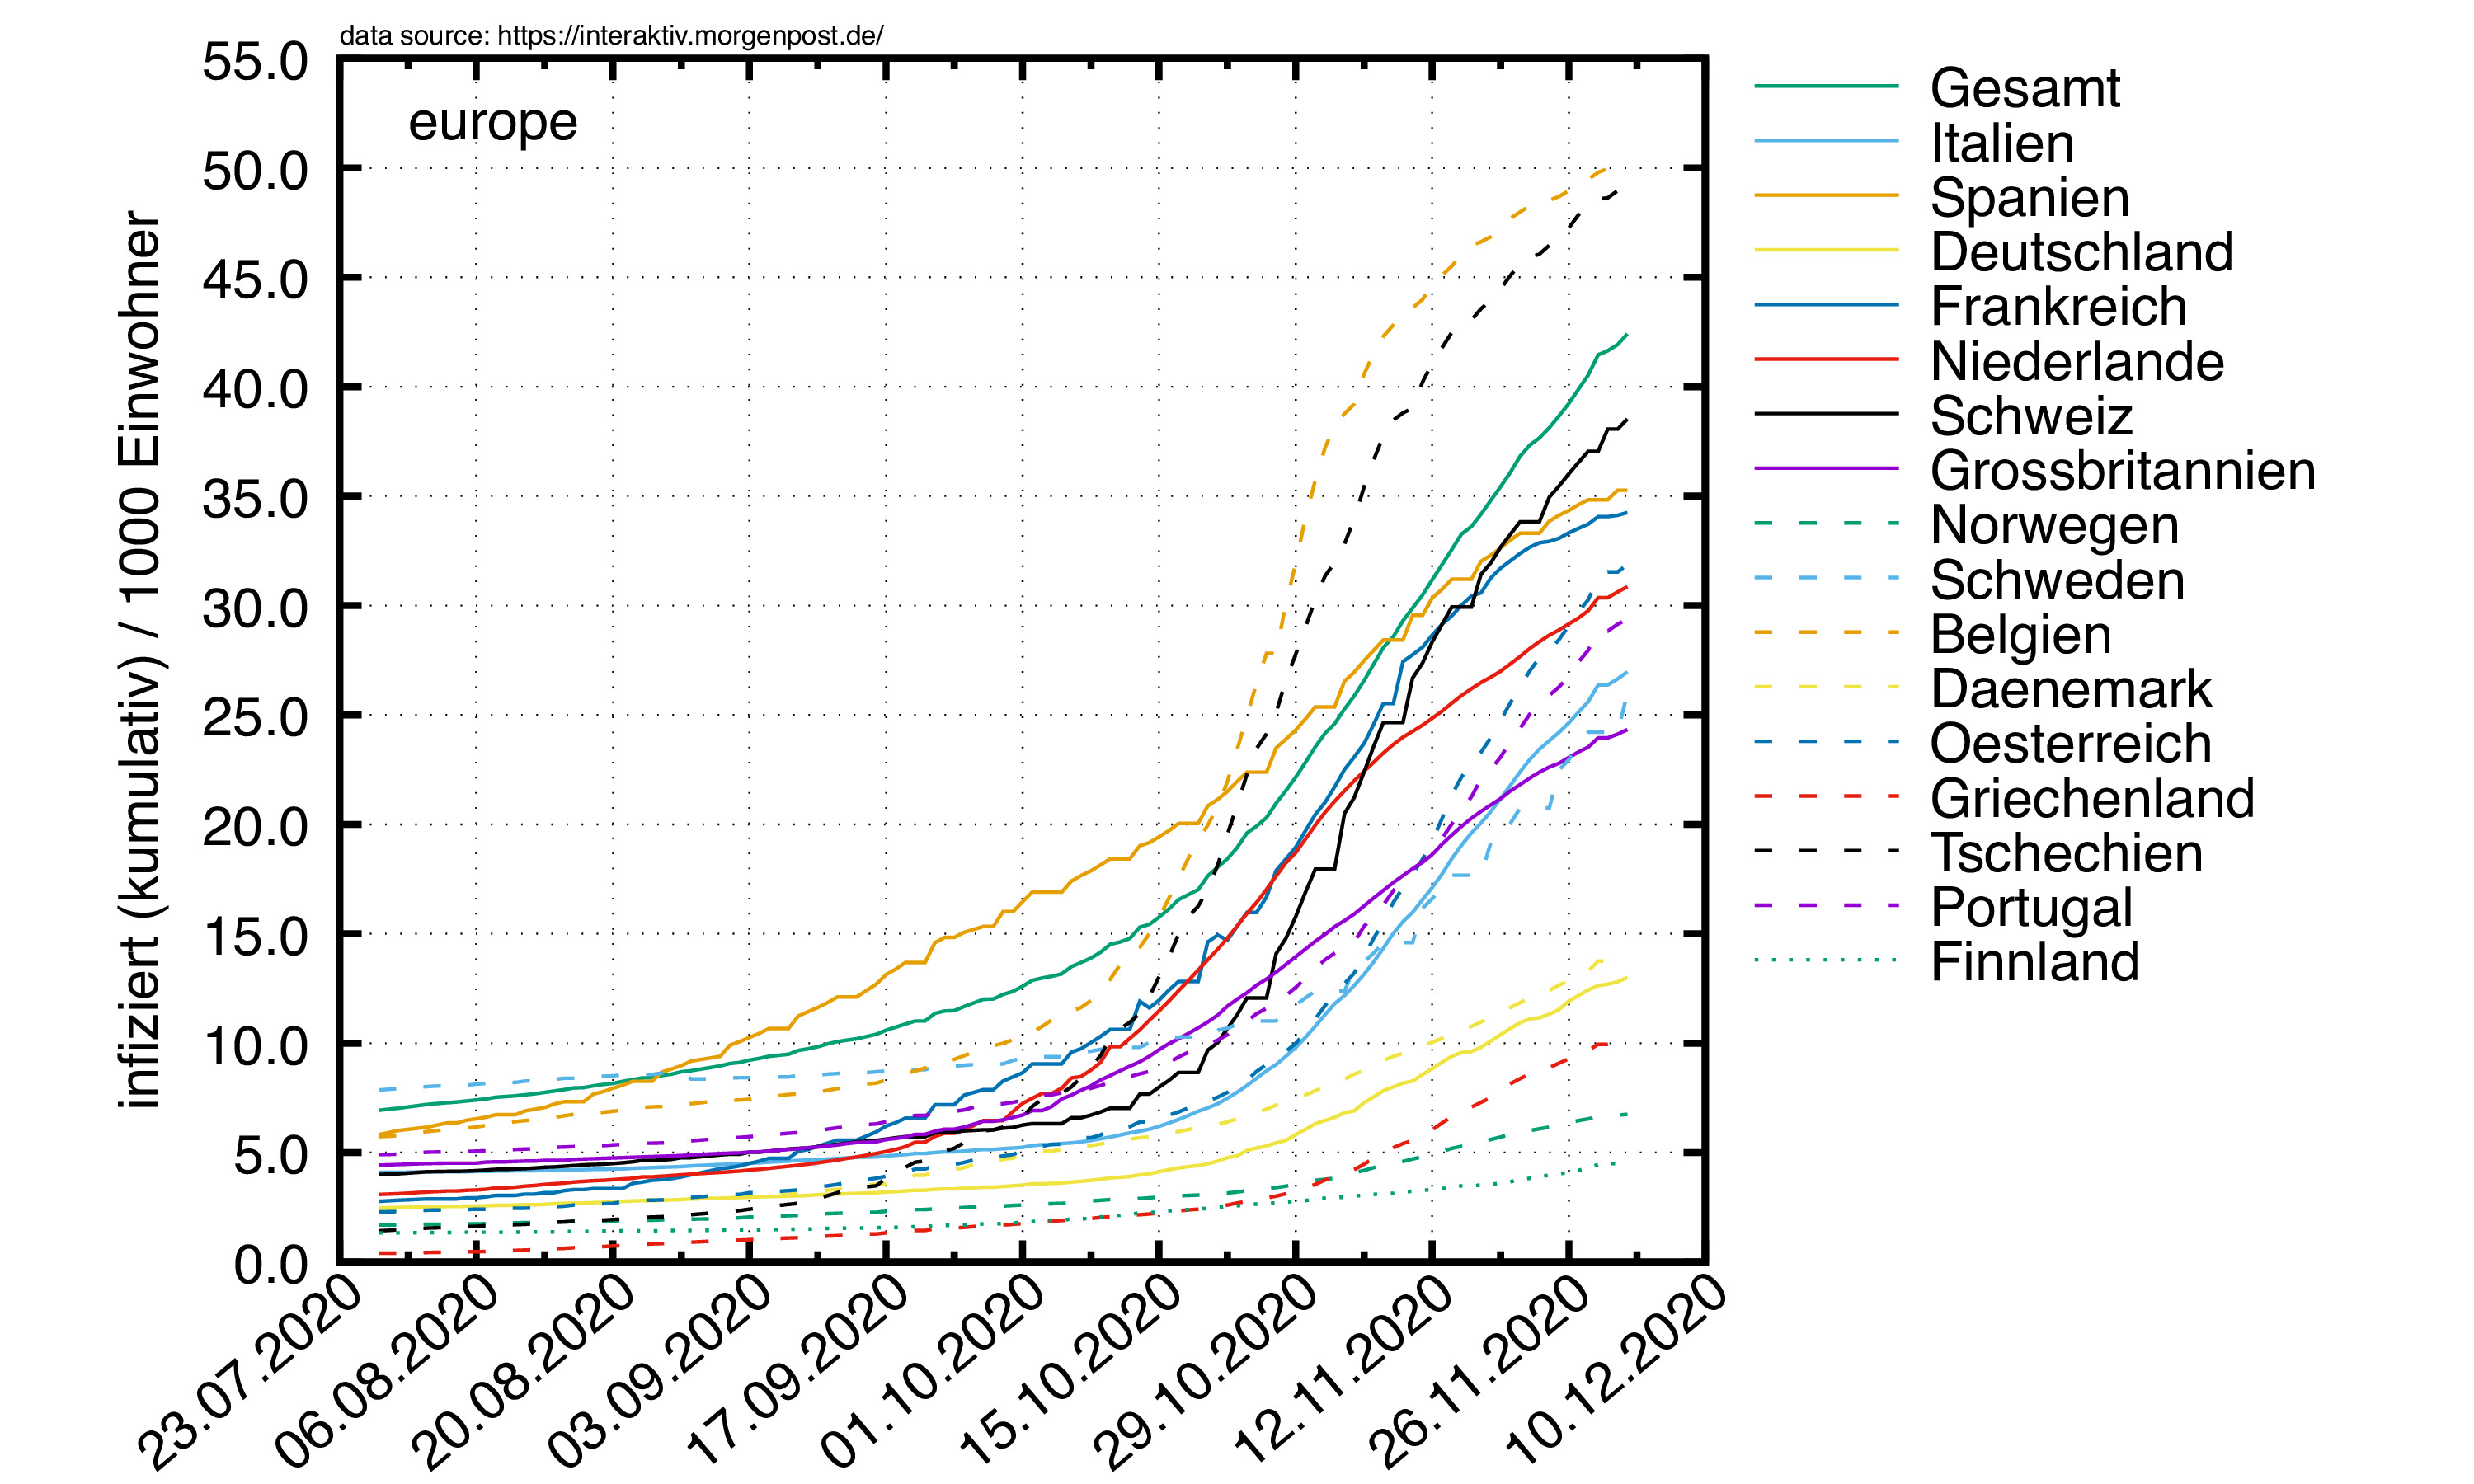 data source: https://interaktiv.morgenpost.de/
europe
infiziert (kumulativ) / 1000 Einwohner
55.0
50.0
45.0
40.0
35.0
30.0
25.0
20.0
15.0
10.0
5.0
0.0
23.07.2020
06.08.2020
20.08.2020
03.09.2020
17.09.2020
01.10.2020
15.10.2020
29.10.2020
12.11.2020
26.11.2020
10.12.2020
Gesamt
Italien
Spanien
Deutschland
Frankreich
Niederlande
Schweiz
Grossbritannien
Norwegen
Schweden
Belgien
Daenemark
Oesterreich
Griechenland
Tschechien
Portugal
Finnland